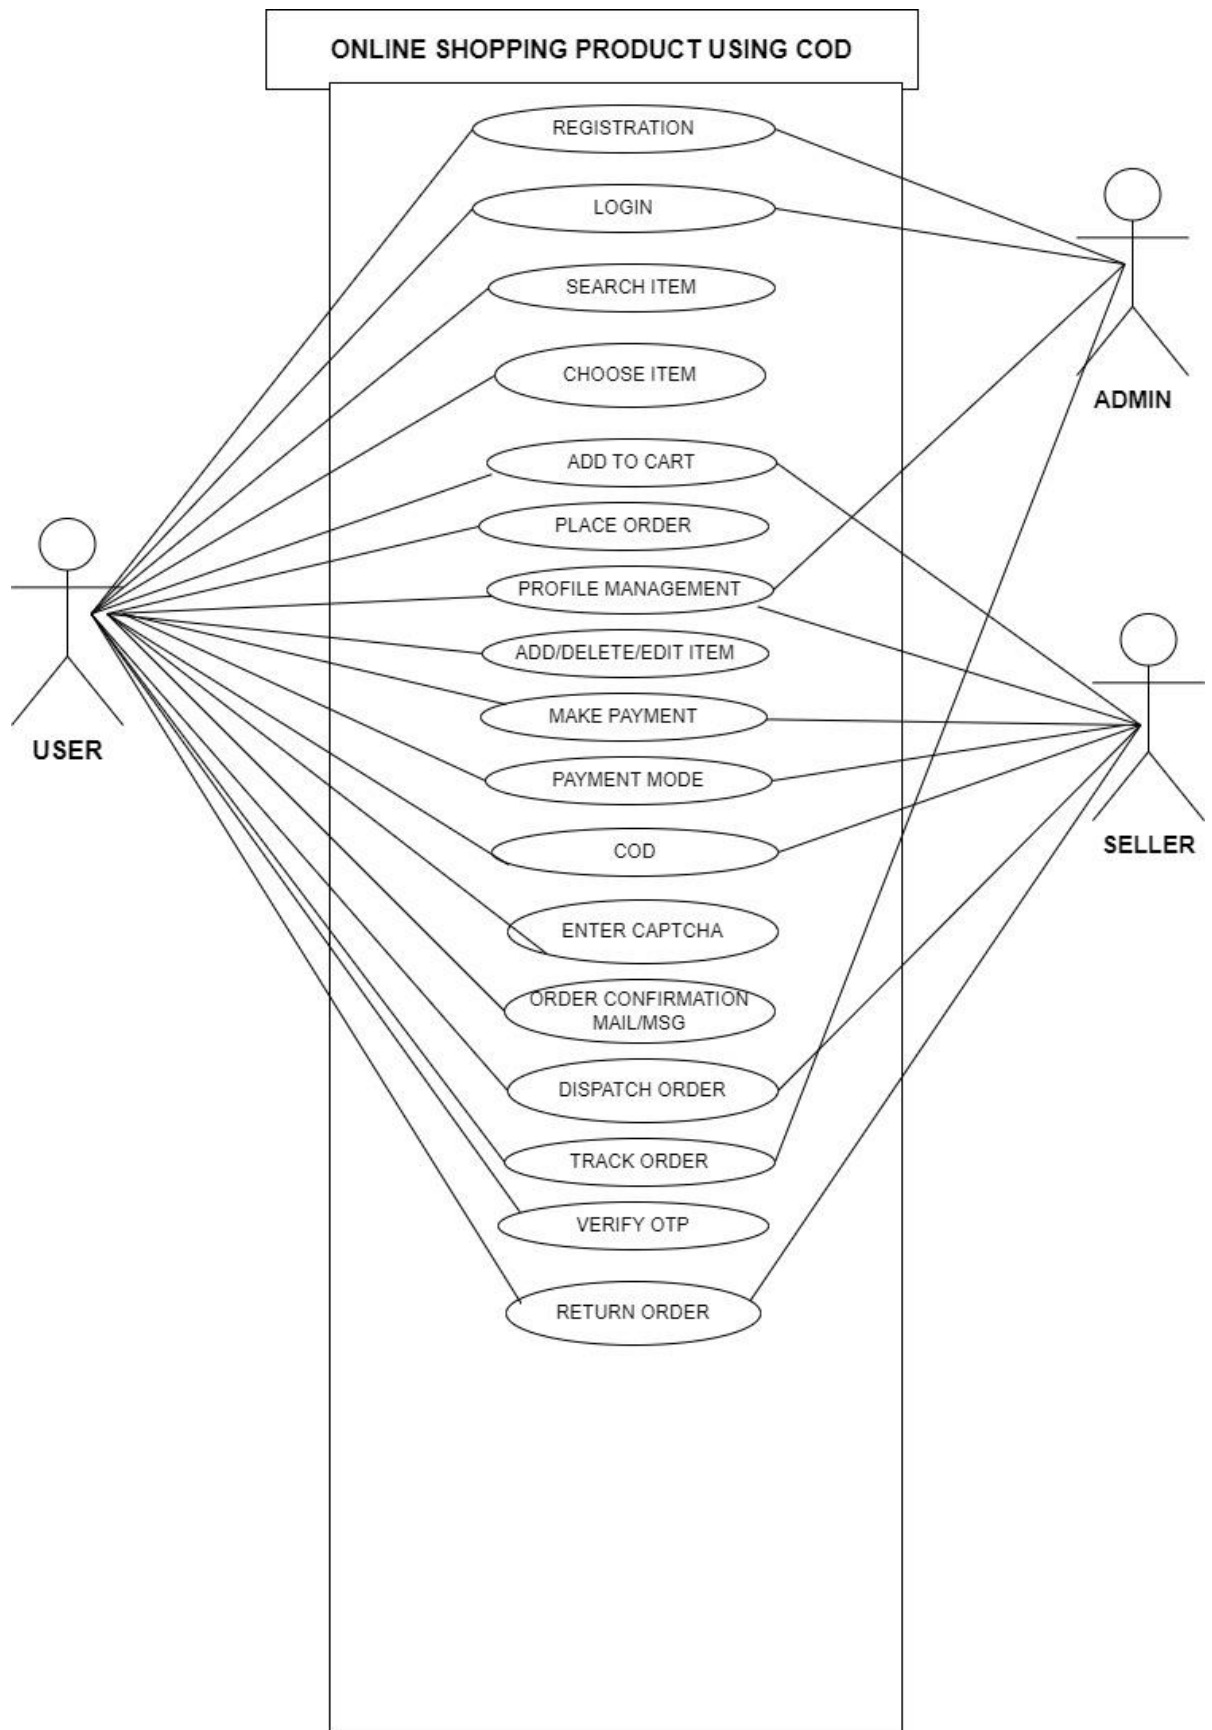 ONLINE SHOPPING PRODUCT USING COD
REGISTRATION
LOGIN
SEARCH ITEM
CHOOSE ITEM
ADMIN
ADD TO CART
PLACE ORDER
PROFILE MANAGEMENT
ADD/DELETE/EDIT ITEM
MAKE PAYMENT
USER
PAYMENT MODE
COD
SELLER
ENTER CAPTCHA
ORDER CONFIRMATION
MAIL/MSG
DISPATCH ORDER
TRACK ORDER
VERIFY OTP
RETURN ORDER